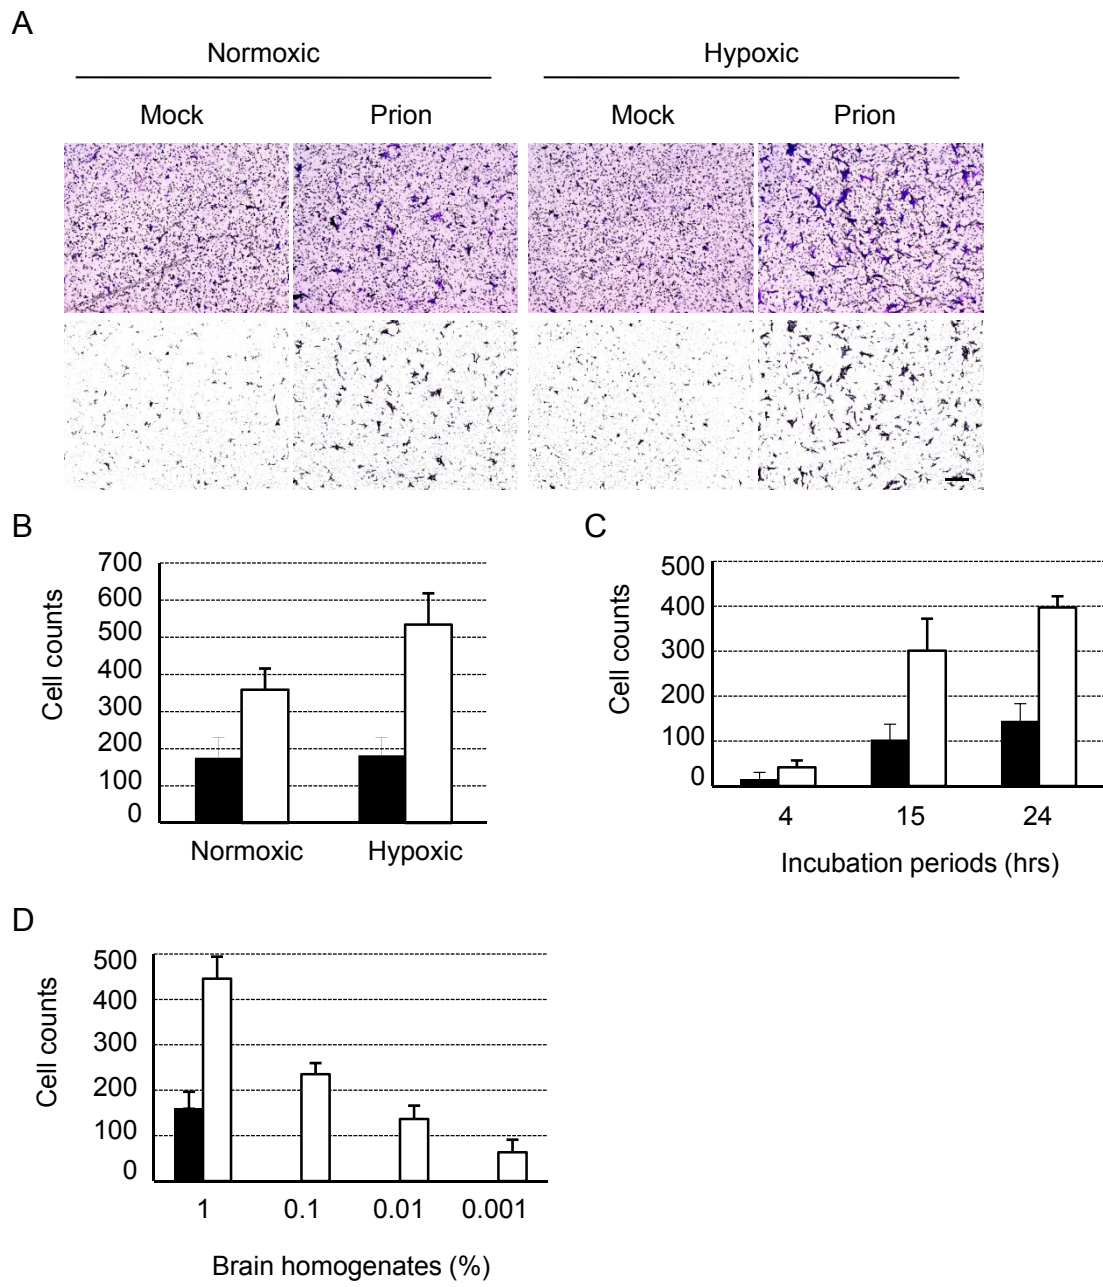 A
Normoxic Hypoxic
Mock Prion Mock Prion
B
700
600
500
400
300
200
100
0
Cell counts
Normoxic Hypoxic
C
500
400
300
200
100
0
Cell counts
4 15 24
Incubation periods (hrs)
D
500
400
300
200
100
0
Cell counts
1 0.1 0.01 0.001
Brain homogenates (%)